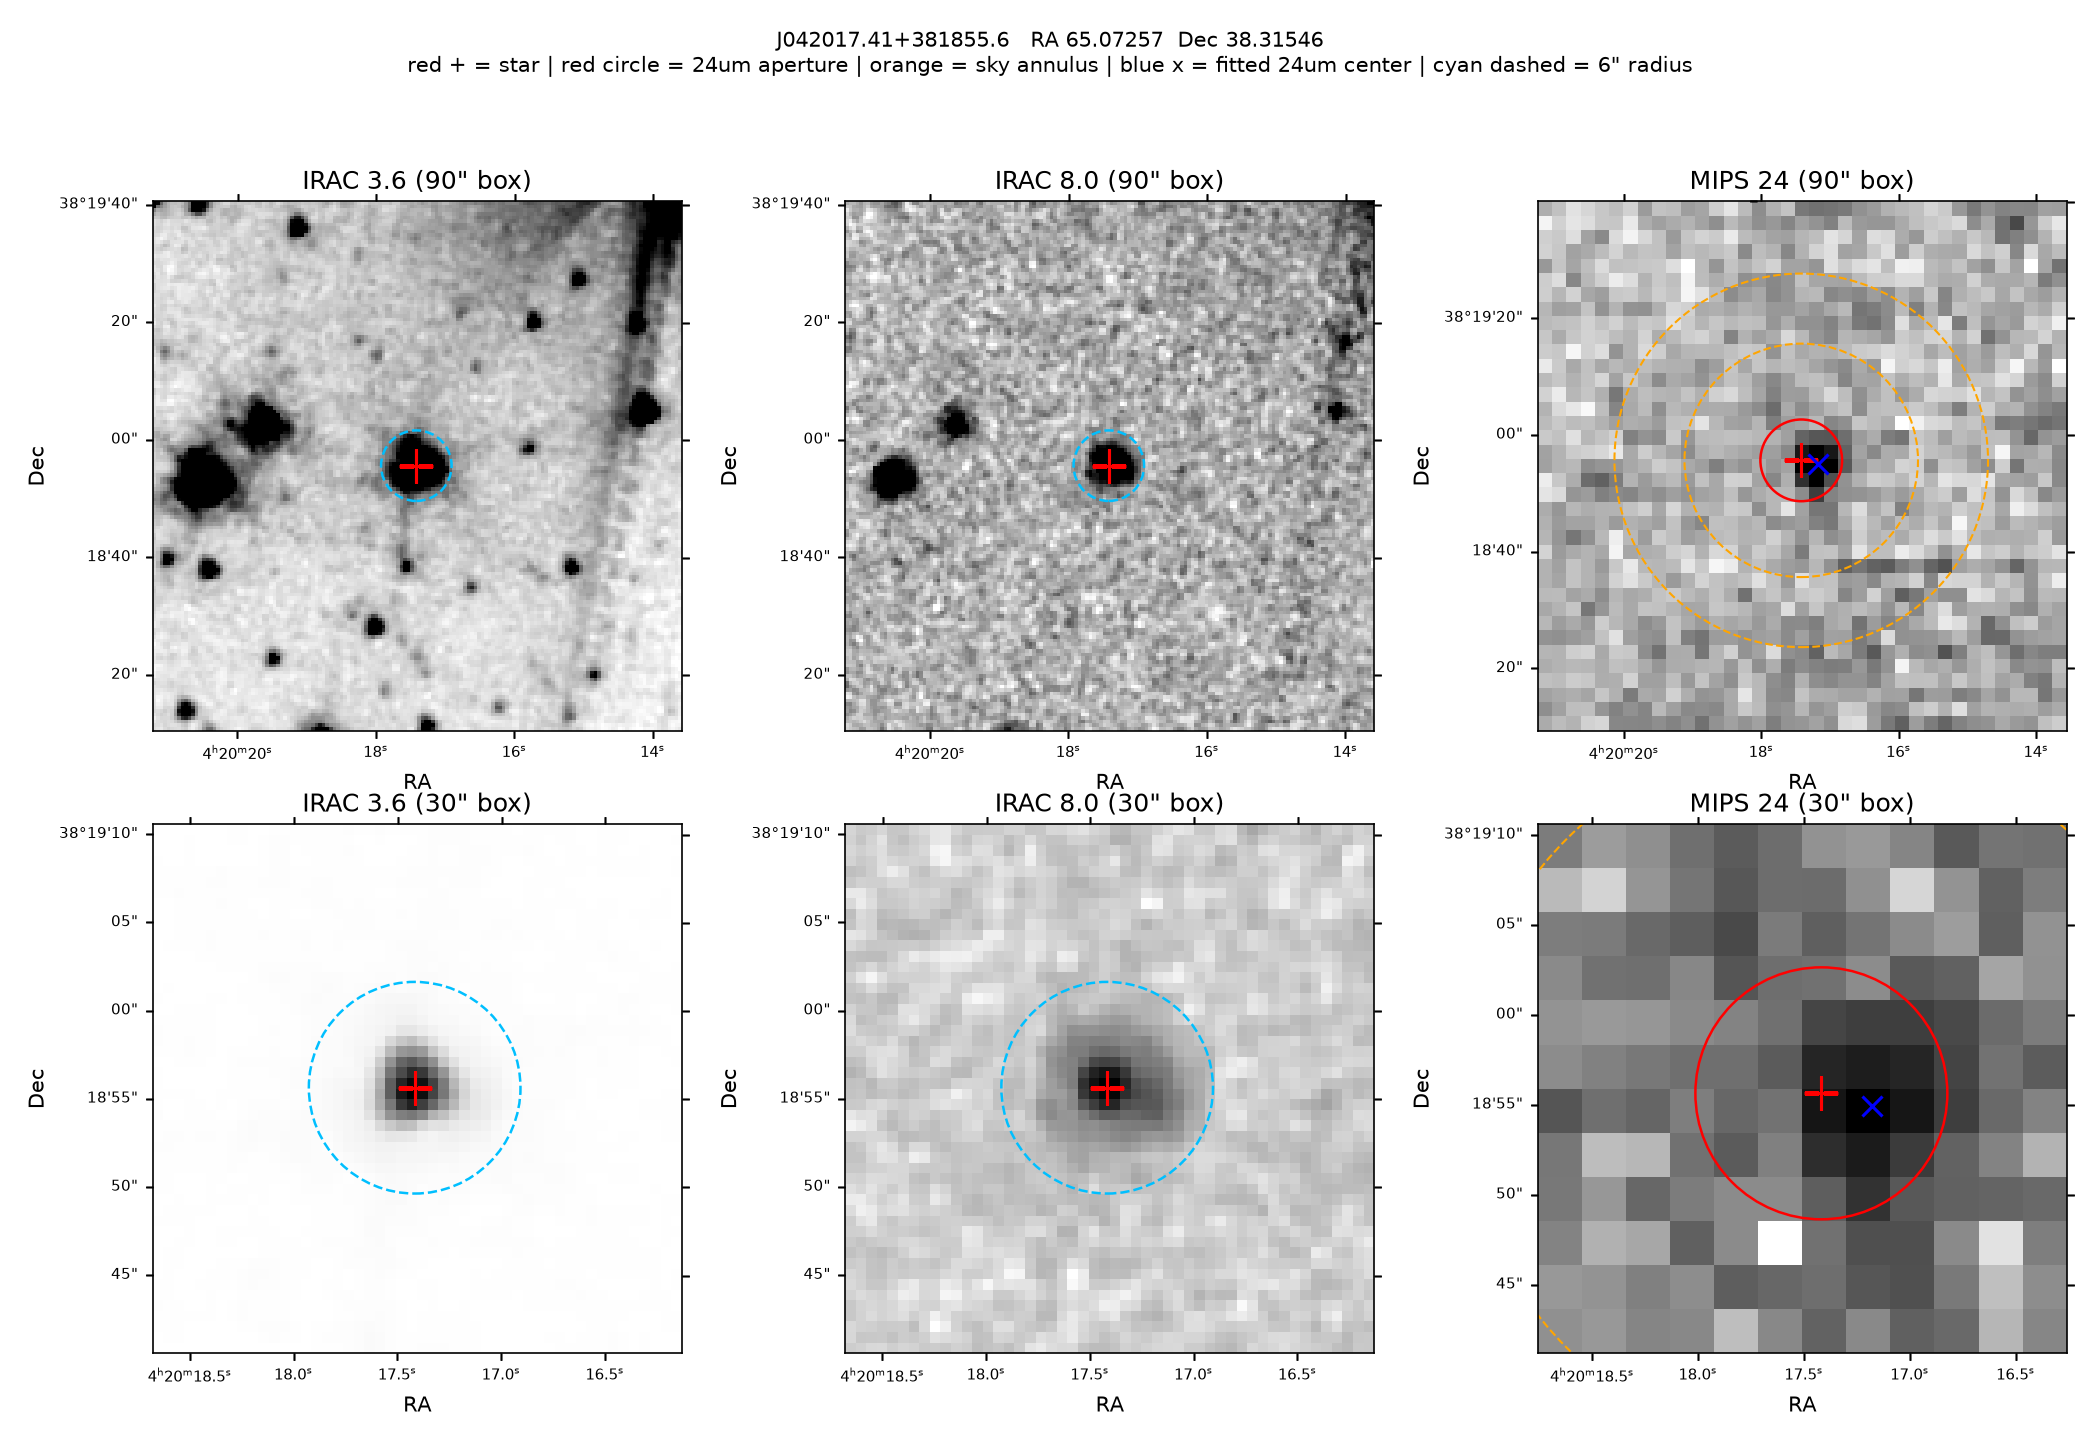 J042017.41+381855.6   RA 65.07257  Dec 38.31546
red + = star | red circle = 24um aperture | orange = sky annulus | blue x = fitted 24um center | cyan dashed = 6" radius
IRAC 3.6 (90" box)
38°19'40"
20"
00"
18'40"
20"
Dec
4ʰ20ᵐ20ˢ 18ˢ 16ˢ 14ˢ
RA
IRAC 8.0 (90" box)
38°19'40"
20"
00"
18'40"
20"
Dec
4ʰ20ᵐ20ˢ 18ˢ 16ˢ 14ˢ
RA
MIPS 24 (90" box)
38°19'20"
00"
18'40"
20"
Dec
4ʰ20ᵐ20ˢ 18ˢ 16ˢ 14ˢ
RA
IRAC 3.6 (30" box)
38°19'10"
05"
00"
18'55"
50"
45"
Dec
4ʰ20ᵐ18.5ˢ 18.0ˢ 17.5ˢ 17.0ˢ 16.5ˢ
RA
IRAC 8.0 (30" box)
38°19'10"
05"
00"
18'55"
50"
45"
Dec
4ʰ20ᵐ18.5ˢ 18.0ˢ 17.5ˢ 17.0ˢ 16.5ˢ
RA
MIPS 24 (30" box)
38°19'10"
05"
00"
18'55"
50"
45"
Dec
4ʰ20ᵐ18.5ˢ 18.0ˢ 17.5ˢ 17.0ˢ 16.5ˢ
RA